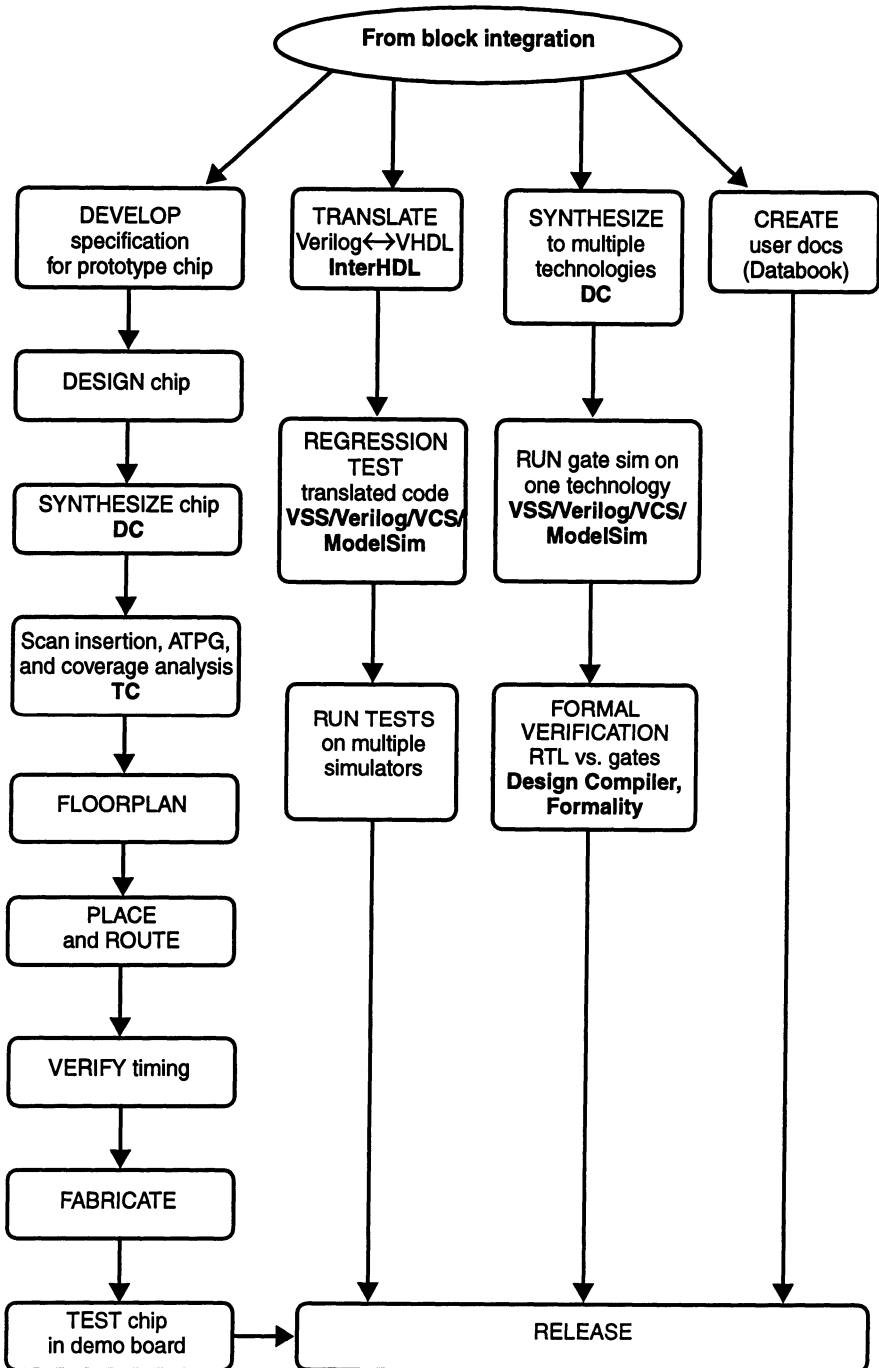 From block integration
DEVELOP
specification
for prototype chip
DESIGN chip
SYNTHESIZE chip
DC
Scan insertion, ATPG,
and coverage analysis
TC
FLOORPLAN
PLACE
and ROUTE
VERIFY timing
FABRICATE
TEST chip
in demo board
TRANSLATE
Verilog↔VHDL
InterHDL
REGRESSION
TEST
translated code
VSS/Verilog/VCS/
ModelSim
RUN TESTS
on multiple
simulators
SYNTHESIZE
to multiple
technologies
DC
RUN gate sim on
one technology
VSS/Verilog/VCS/
ModelSim
FORMAL
VERIFICATION
RTL vs. gates
Design Compiler,
Formality
CREATE
user docs
(Databook)
RELEASE